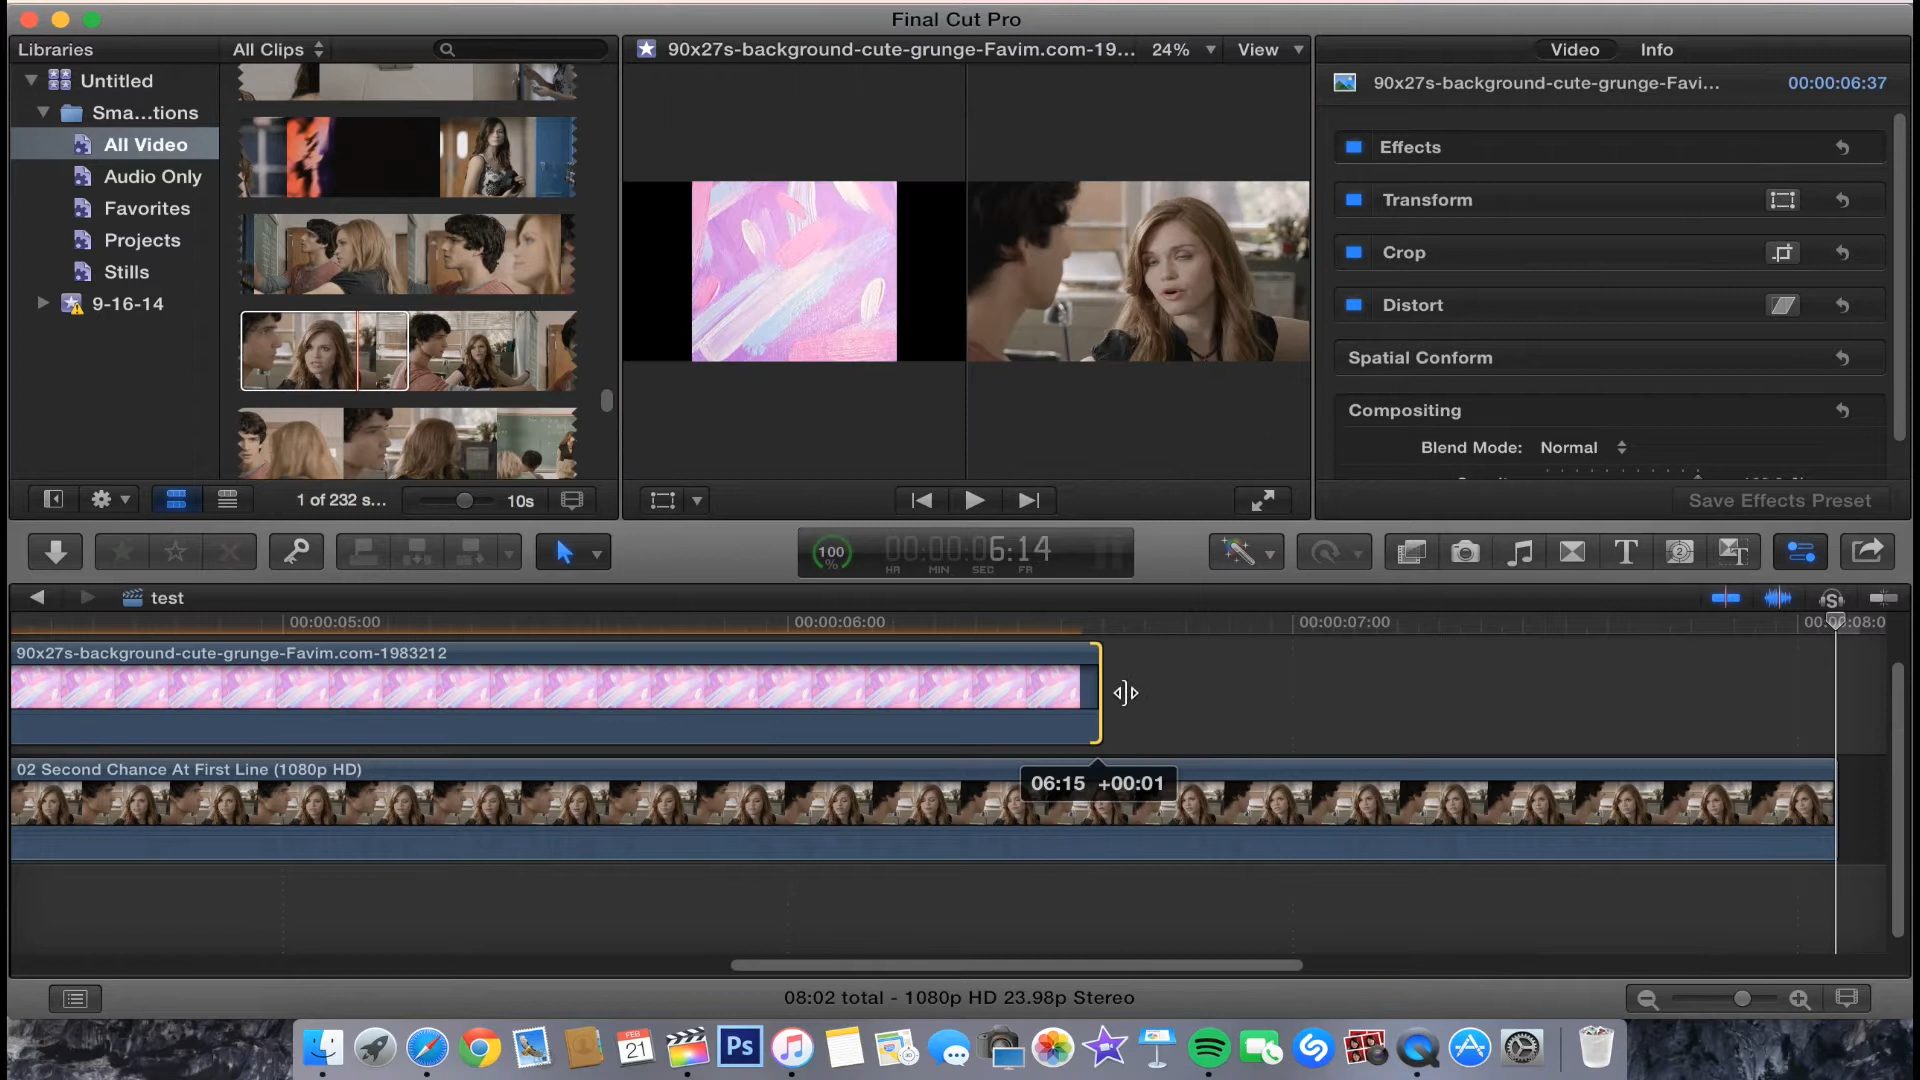 Final Cut Pro
Libraries
All Clips
90x27s-background-cute-grunge-Favim.com-19...
24%
View
Video
Info
Untitled
Sma...tions
All Video
Audio Only
Favorites
Projects
Stills
9-16-14
90x27s-background-cute-grunge-Favi...
00:00:06:37
Effects
Transform
Crop
Distort
Spatial Conform
Compositing
Blend Mode: Normal
1 of 232 s...
10s
Save Effects Preset
100
%
00:00:06:14
HR MIN SEC FR
T
2
T
test
S
00:00:05:00
00:00:06:00
00:00:07:00
00:00:08:0
90x27s-background-cute-grunge-Favim.com-1983212
02 Second Chance At First Line (1080p HD)
06:15 +00:01
08:02 total - 1080p HD 23.98p Stereo
FEB
21
Ps